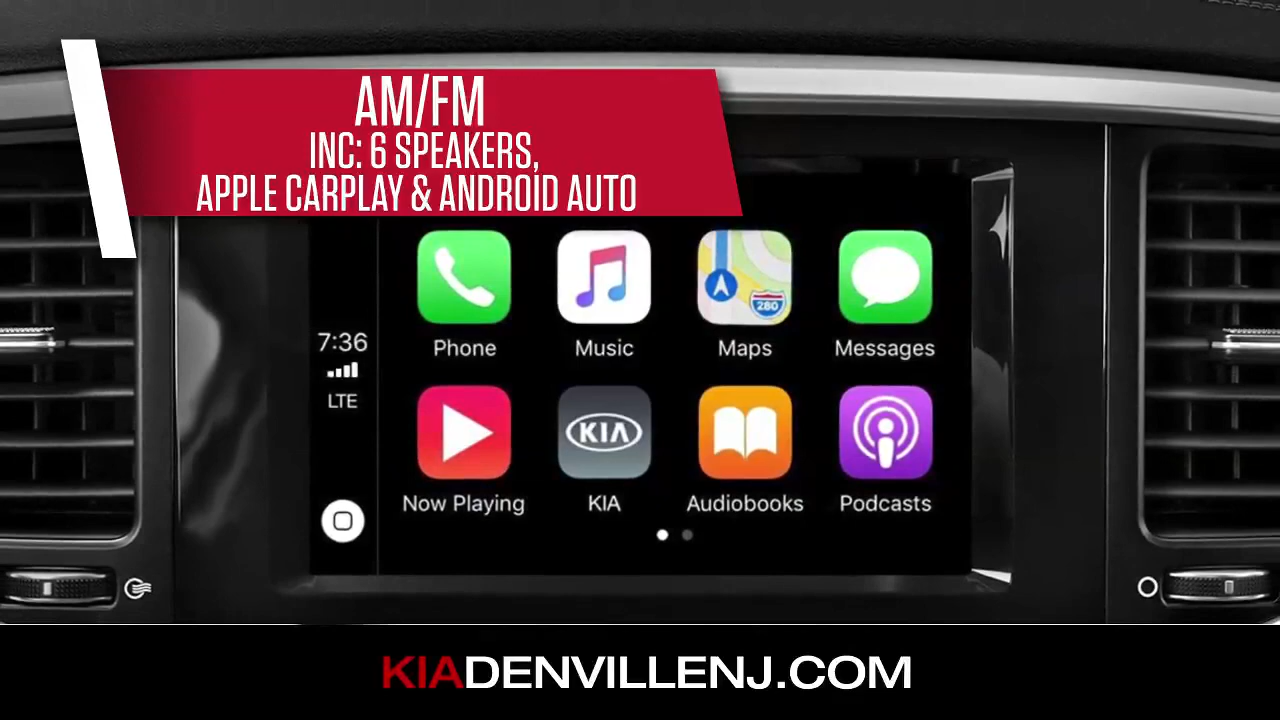 AM/FM
INC: 6 SPEAKERS,
APPLE CARPLAY & ANDROID AUTO
280
7:36
Phone
Music
Maps
Messages
LTE
KIA
Now Playing
KIA
Audiobooks
Podcasts
KIADENVILLENJ.COM